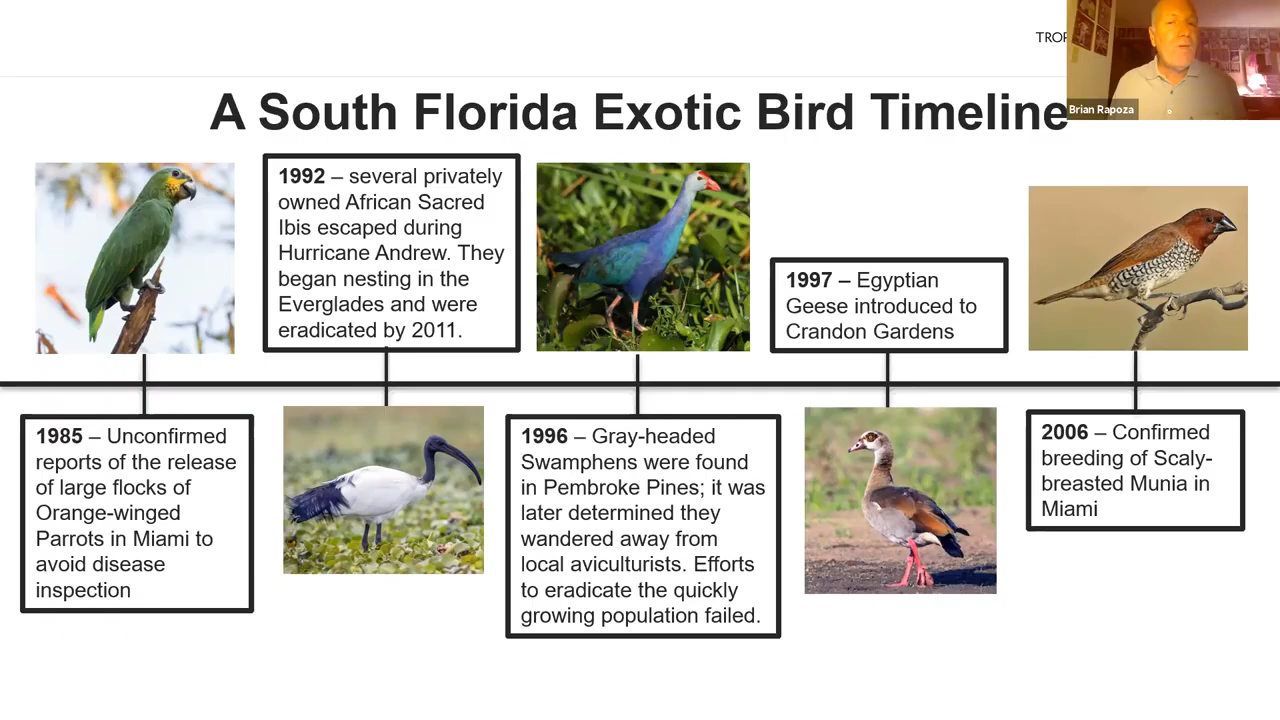 TROP
Brian Rapoza
A South Florida Exotic Bird Timeline
1992 – several privately
owned African Sacred
Ibis escaped during
Hurricane Andrew. They
began nesting in the
Everglades and were
eradicated by 2011.
1997 – Egyptian
Geese introduced to
Crandon Gardens
1985 – Unconfirmed
reports of the release
of large flocks of
Orange-winged
Parrots in Miami to
avoid disease
inspection
1996 – Gray-headed
Swamphens were found
in Pembroke Pines; it was
later determined they
wandered away from
local aviculturists. Efforts
to eradicate the quickly
growing population failed.
2006 – Confirmed
breeding of Scaly-
breasted Munia in
Miami